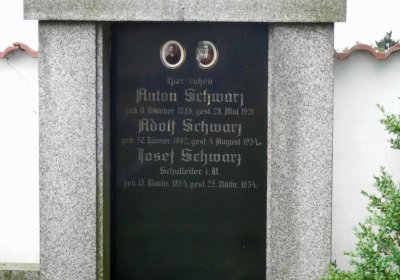 Hier ruhen
Anton Schwarz
geb. 11. Oktober 1885, gest. 28. Mai 1931.
Adolf Schwarz
geb. 30. Jänner 1882, gest. 4. August 1934.
Josef Schwarz
Schulleiter i. R.
geb. 15. Novbr. 1854, gest. 25. Dezbr. 1934.